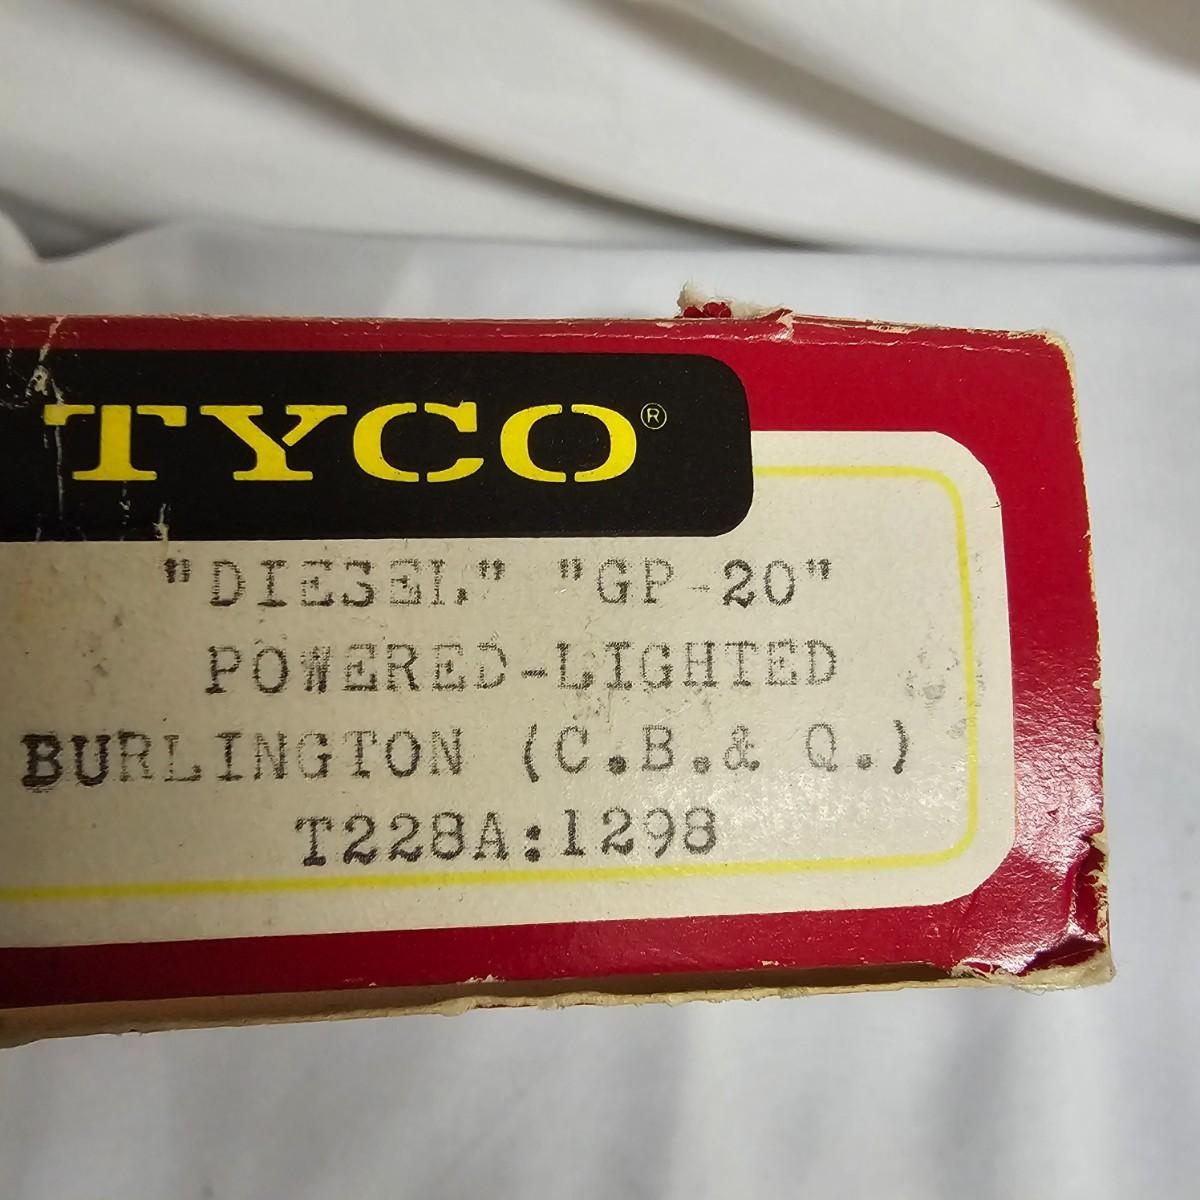 TYCO®
"DIESEL" "GP-20"
POWERED-LIGHTED
BURLINGTON (C.B.& Q.)
T228A:1298